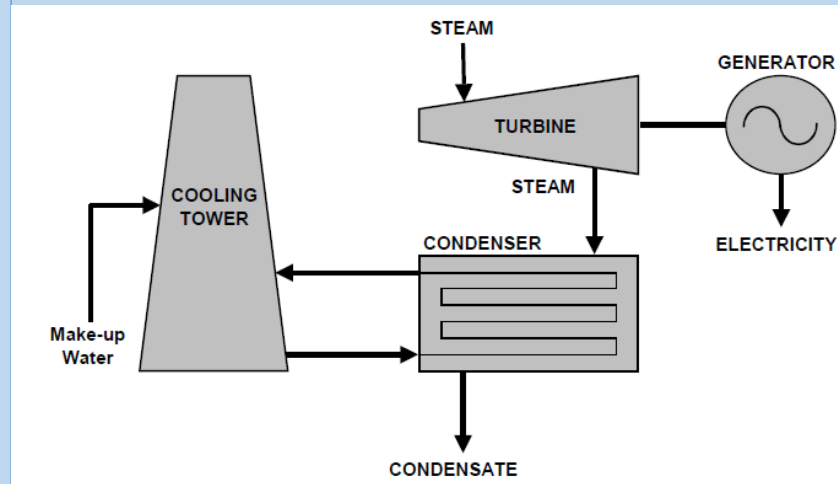 STEAM
GENERATOR
TURBINE
STEAM
COOLING
TOWER
CONDENSER
ELECTRICITY
Make-up
Water
CONDENSATE